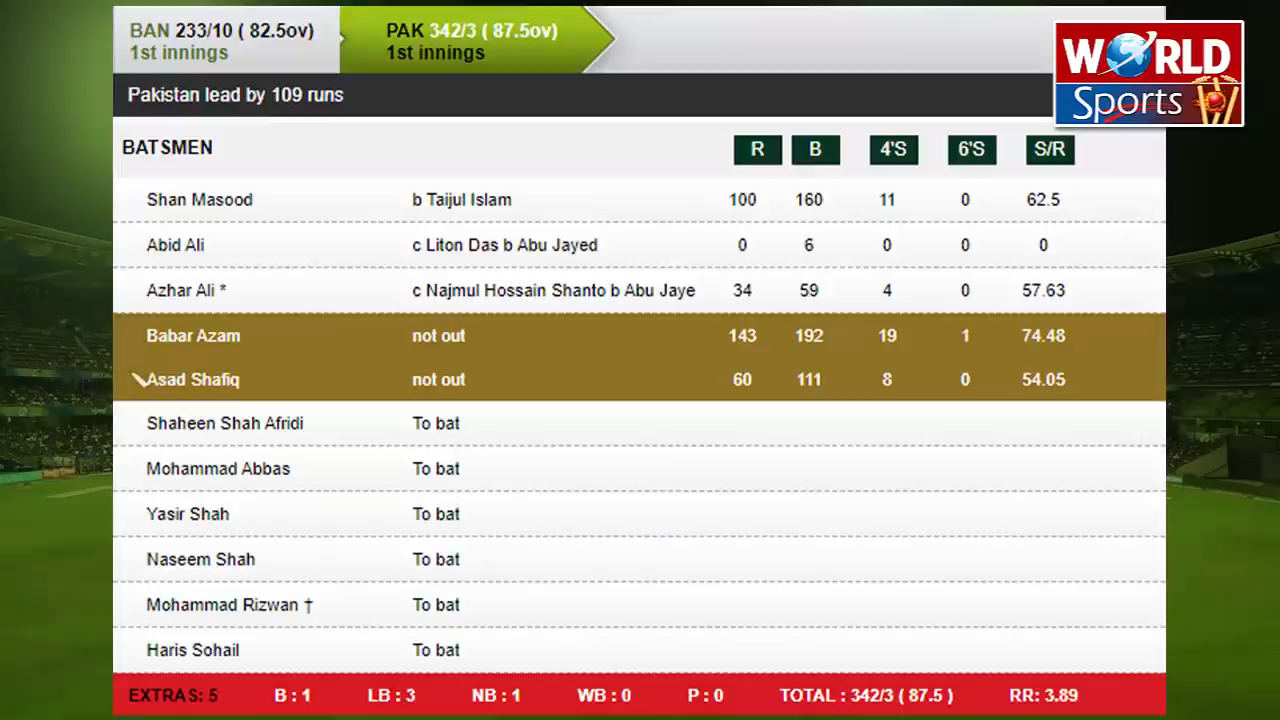 BAN 233/10 ( 82.5ov)
1st innings
PAK 342/3 ( 87.5ov)
1st innings
WORLD
Sports
Pakistan lead by 109 runs
BATSMEN R B 4'S 6'S S/R
Shan Masood b Taijul Islam 100 160 11 0 62.5
Abid Ali c Liton Das b Abu Jayed 0 6 0 0 0
Azhar Ali * c Najmul Hossain Shanto b Abu Jaye 34 59 4 0 57.63
Babar Azam not out 143 192 19 1 74.48
Asad Shafiq not out 60 111 8 0 54.05
Shaheen Shah Afridi To bat
Mohammad Abbas To bat
Yasir Shah To bat
Naseem Shah To bat
Mohammad Rizwan † To bat
Haris Sohail To bat
EXTRAS: 5 B : 1 LB : 3 NB : 1 WB : 0 P : 0 TOTAL : 342/3 ( 87.5 ) RR: 3.89